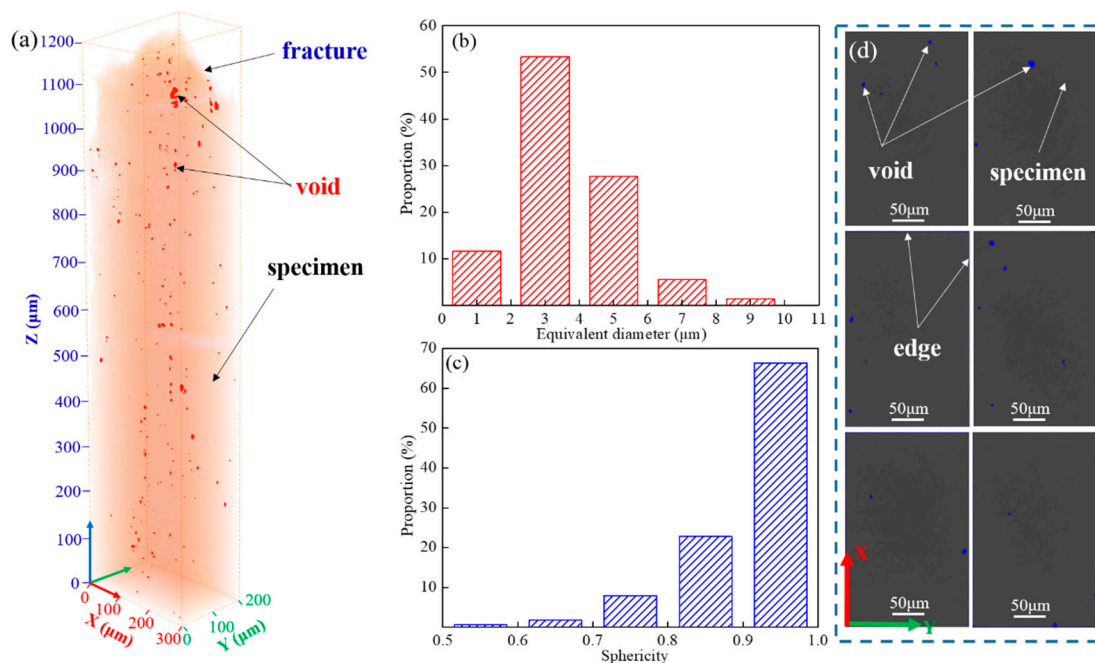 (a)
1200
1100
1000
900
800
700
600
500
400
300
200
100
0
Z (μm)
fracture
void
specimen
0
100
200
300
X (μm)
0
100
200
Y (μm)
(b)
60
50
40
30
20
10
Proportion (%)
0 1 2 3 4 5 6 7 8 9 10 11
Equivalent diameter (μm)
(c)
70
60
50
40
30
20
10
Proportion (%)
0.5 0.6 0.7 0.8 0.9 1.0
Sphericity
(d)
void
specimen
50μm
50μm
edge
50μm
50μm
50μm
50μm
X
Y